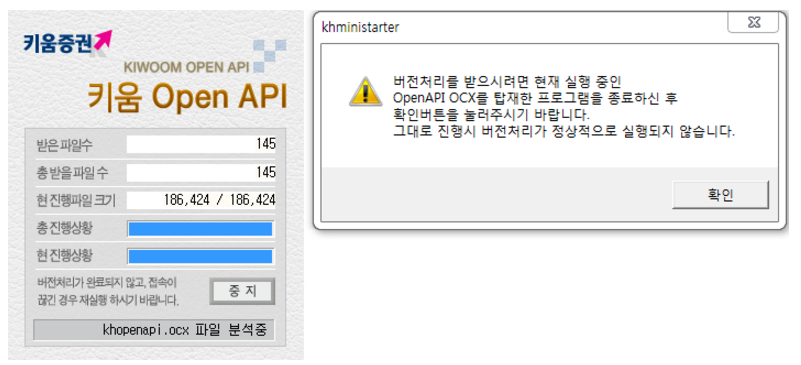 키움증권
KIWOOM OPEN API
키움 Open API
받은파일수 145
총받을파일 수 145
현진행파일크기 186,424 / 186,424
총진행상황
현진행상황
버전처리가 완료되지 않고, 접속이
끊긴 경우 재실행 하시기 바랍니다.
중 지
khopenapi.ocx 파일 분석중
khministarter
버전처리를 받으시려면 현재 실행 중인
OpenAPI OCX를 탑재한 프로그램을 종료하신 후
확인버튼을 눌러주시기 바랍니다.
그대로 진행시 버전처리가 정상적으로 실행되지 않습니다.
확인